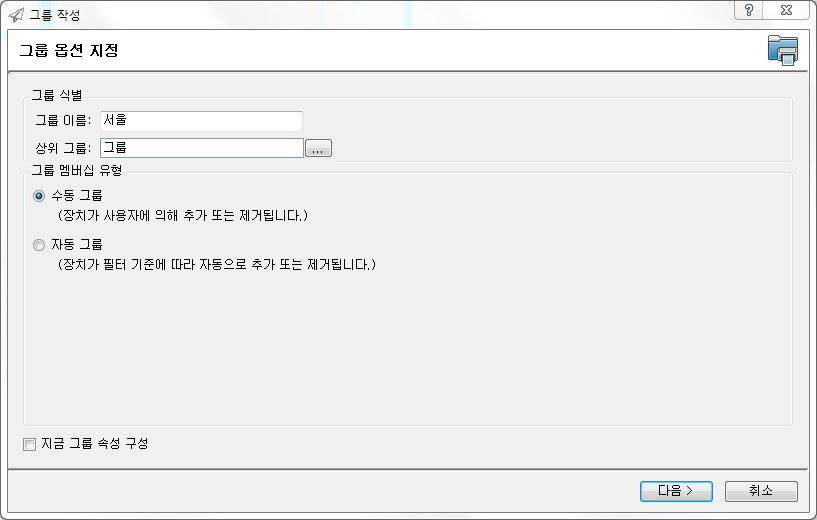 그룹 작성
그룹 옵션 지정
그룹 식별
그룹 이름: 서울
상위 그룹: 그룹 ...
그룹 멤버십 유형
수동 그룹
(장치가 사용자에 의해 추가 또는 제거됩니다.)
자동 그룹
(장치가 필터 기준에 따라 자동으로 추가 또는 제거됩니다.)
지금 그룹 속성 구성
다음 > 취소